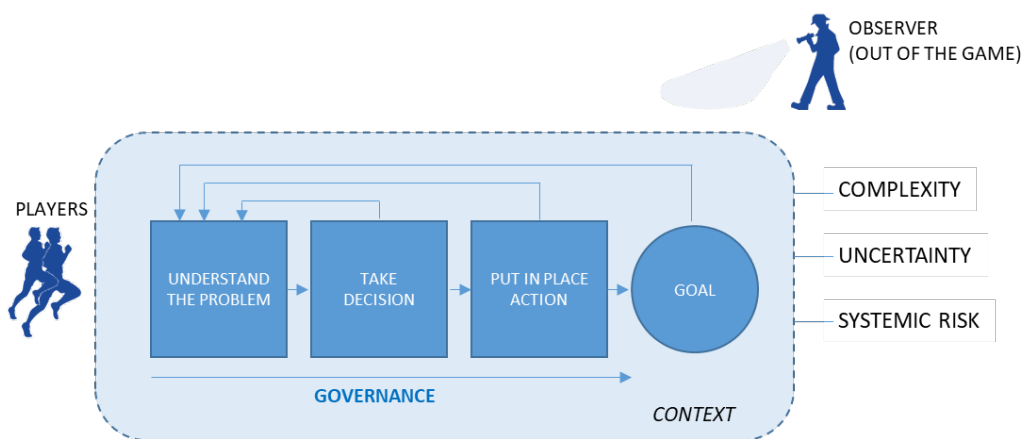 OBSERVER
(OUT OF THE GAME)
PLAYERS
UNDERSTAND
THE PROBLEM
TAKE
DECISION
PUT IN PLACE
ACTION
GOAL
COMPLEXITY
UNCERTAINTY
SYSTEMIC RISK
GOVERNANCE
CONTEXT